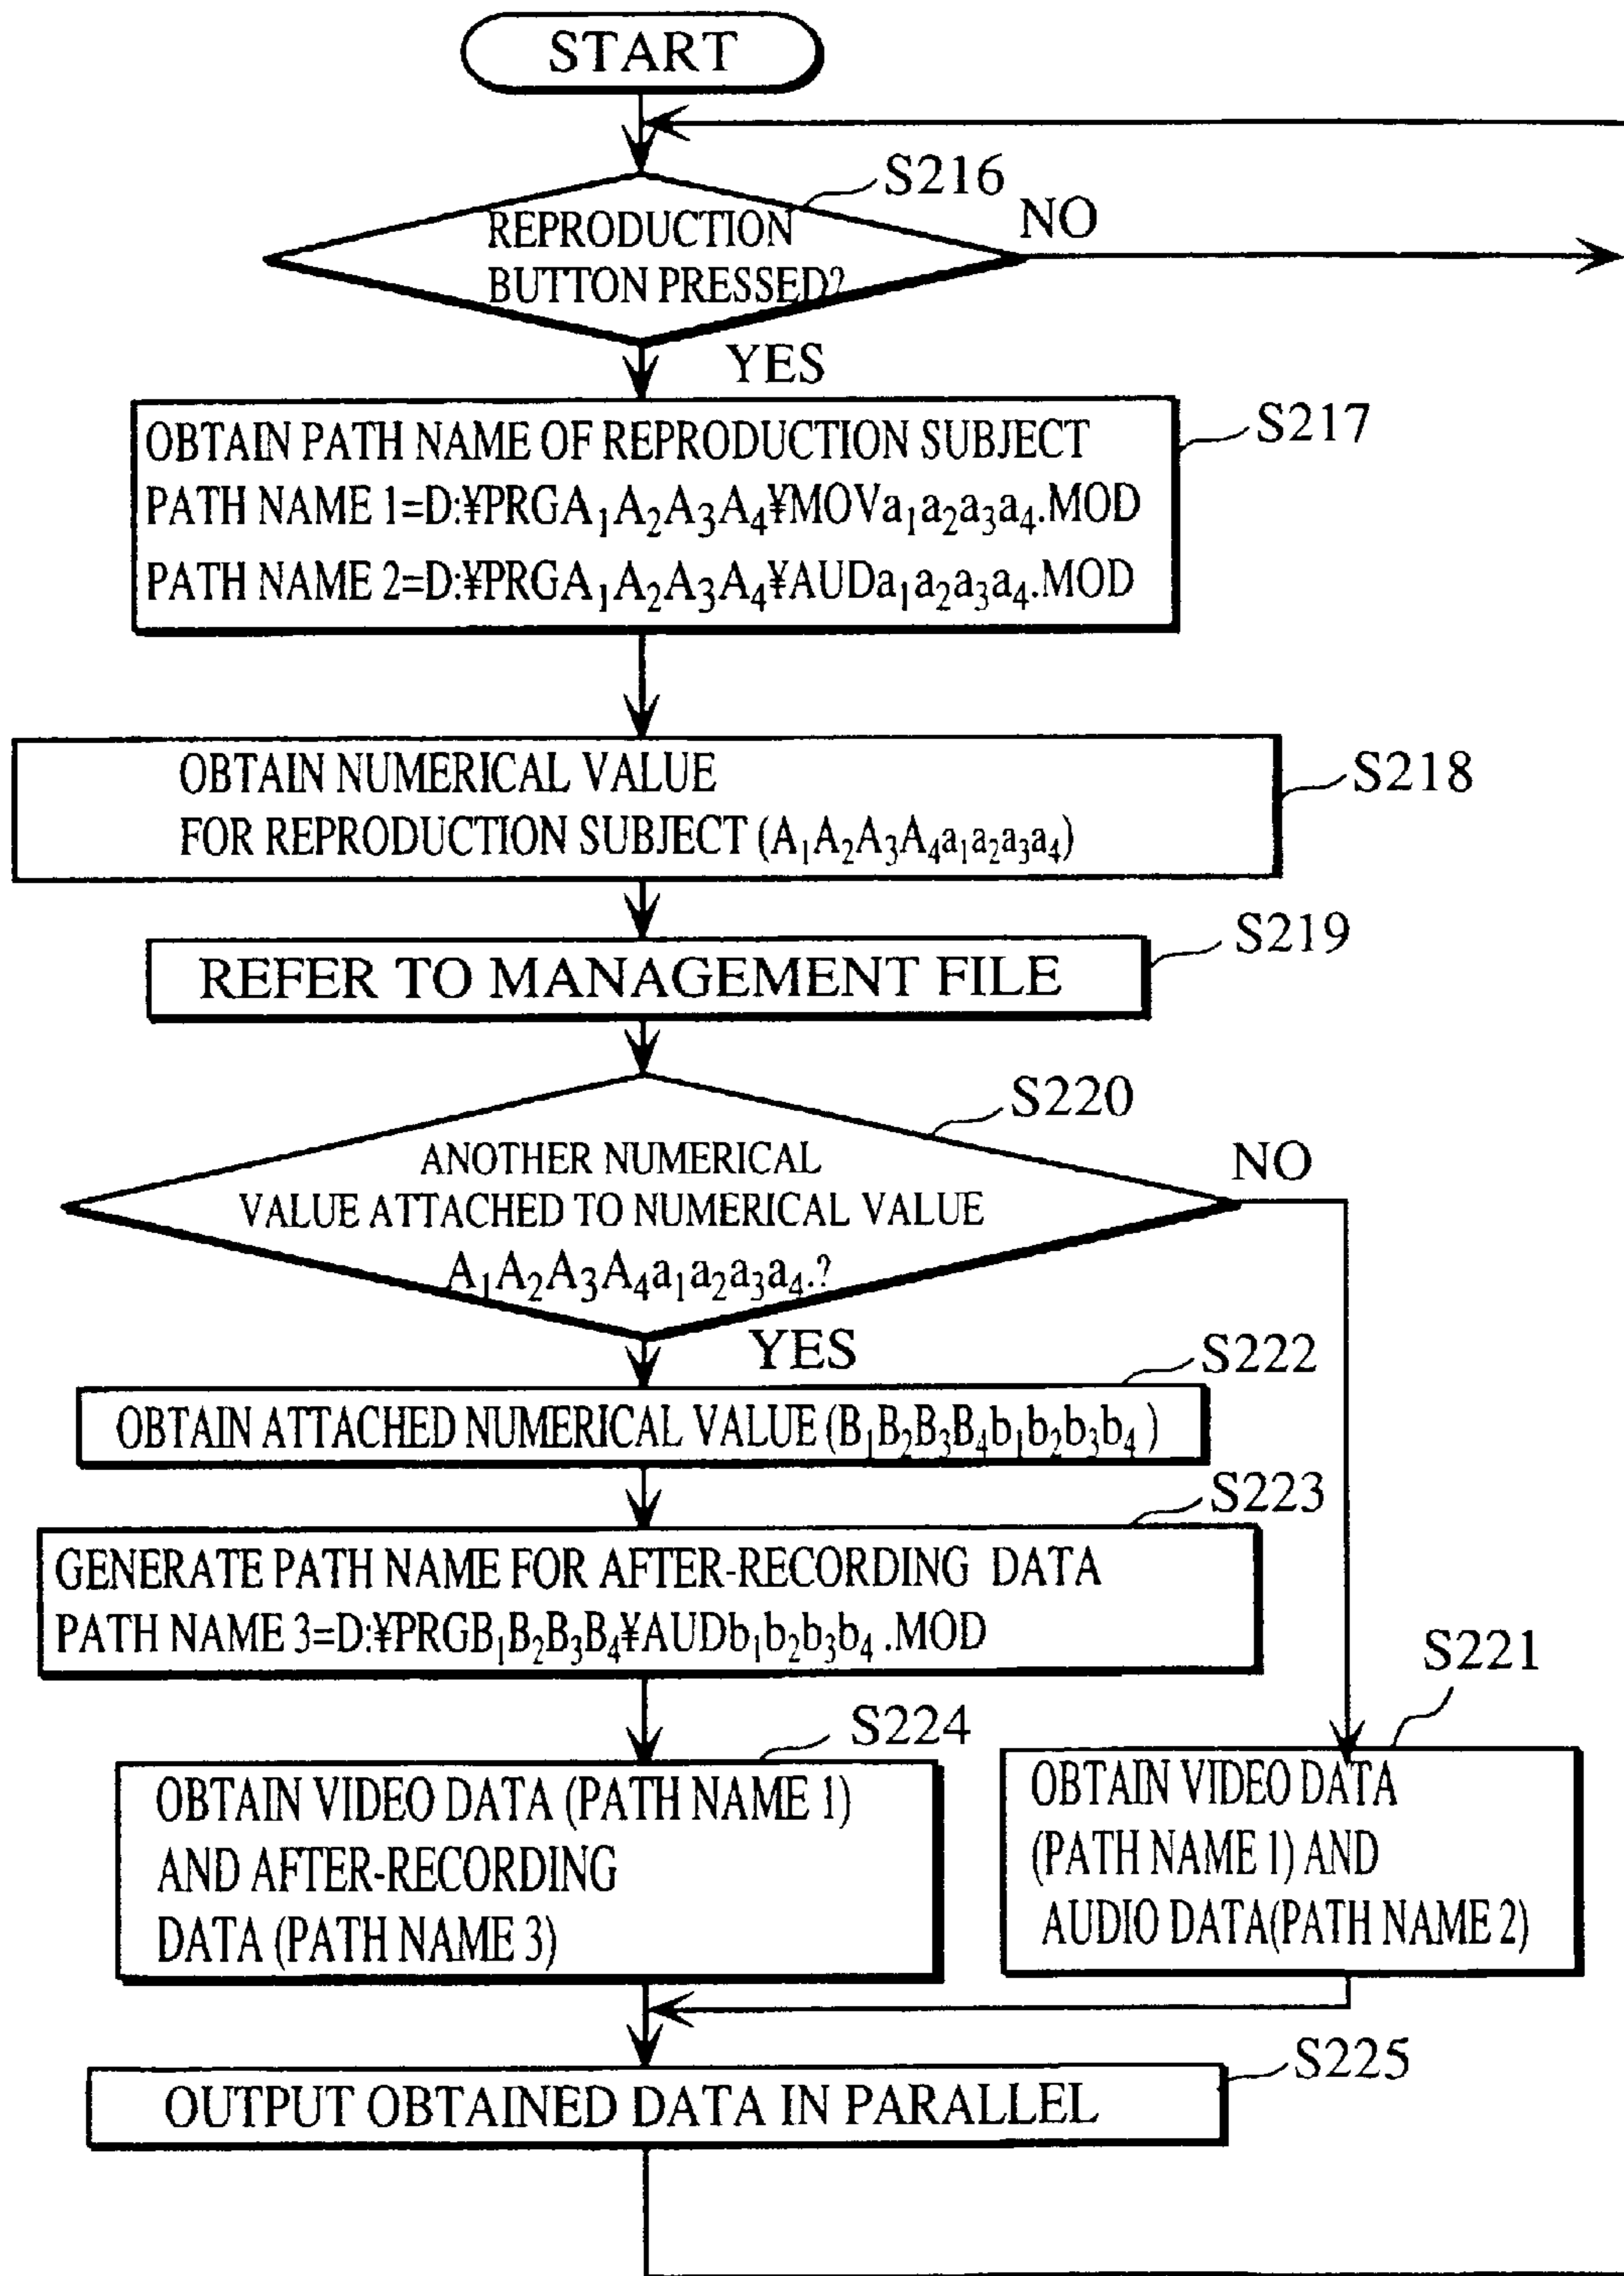 START
S216
REPRODUCTION
BUTTON PRESSED?
NO
YES
S217
OBTAIN PATH NAME OF REPRODUCTION SUBJECT
PATH NAME 1=D:¥PRGA₁A₂A₃A₄¥MOVa₁a₂a₃a₄.MOD
PATH NAME 2=D:¥PRGA₁A₂A₃A₄¥AUDa₁a₂a₃a₄.MOD
S218
OBTAIN NUMERICAL VALUE
FOR REPRODUCTION SUBJECT (A₁A₂A₃A₄a₁a₂a₃a₄)
S219
REFER TO MANAGEMENT FILE
S220
ANOTHER NUMERICAL
VALUE ATTACHED TO NUMERICAL VALUE
A₁A₂A₃A₄a₁a₂a₃a₄.?
NO
YES
S222
OBTAIN ATTACHED NUMERICAL VALUE (B₁B₂B₃B₄b₁b₂b₃b₄ )
S223
GENERATE PATH NAME FOR AFTER-RECORDING DATA
PATH NAME 3=D:¥PRGB₁B₂B₃B₄¥AUDb₁b₂b₃b₄ .MOD
S224
OBTAIN VIDEO DATA (PATH NAME 1)
AND AFTER-RECORDING
DATA (PATH NAME 3)
S221
OBTAIN VIDEO DATA
(PATH NAME 1) AND
AUDIO DATA(PATH NAME 2)
S225
OUTPUT OBTAINED DATA IN PARALLEL